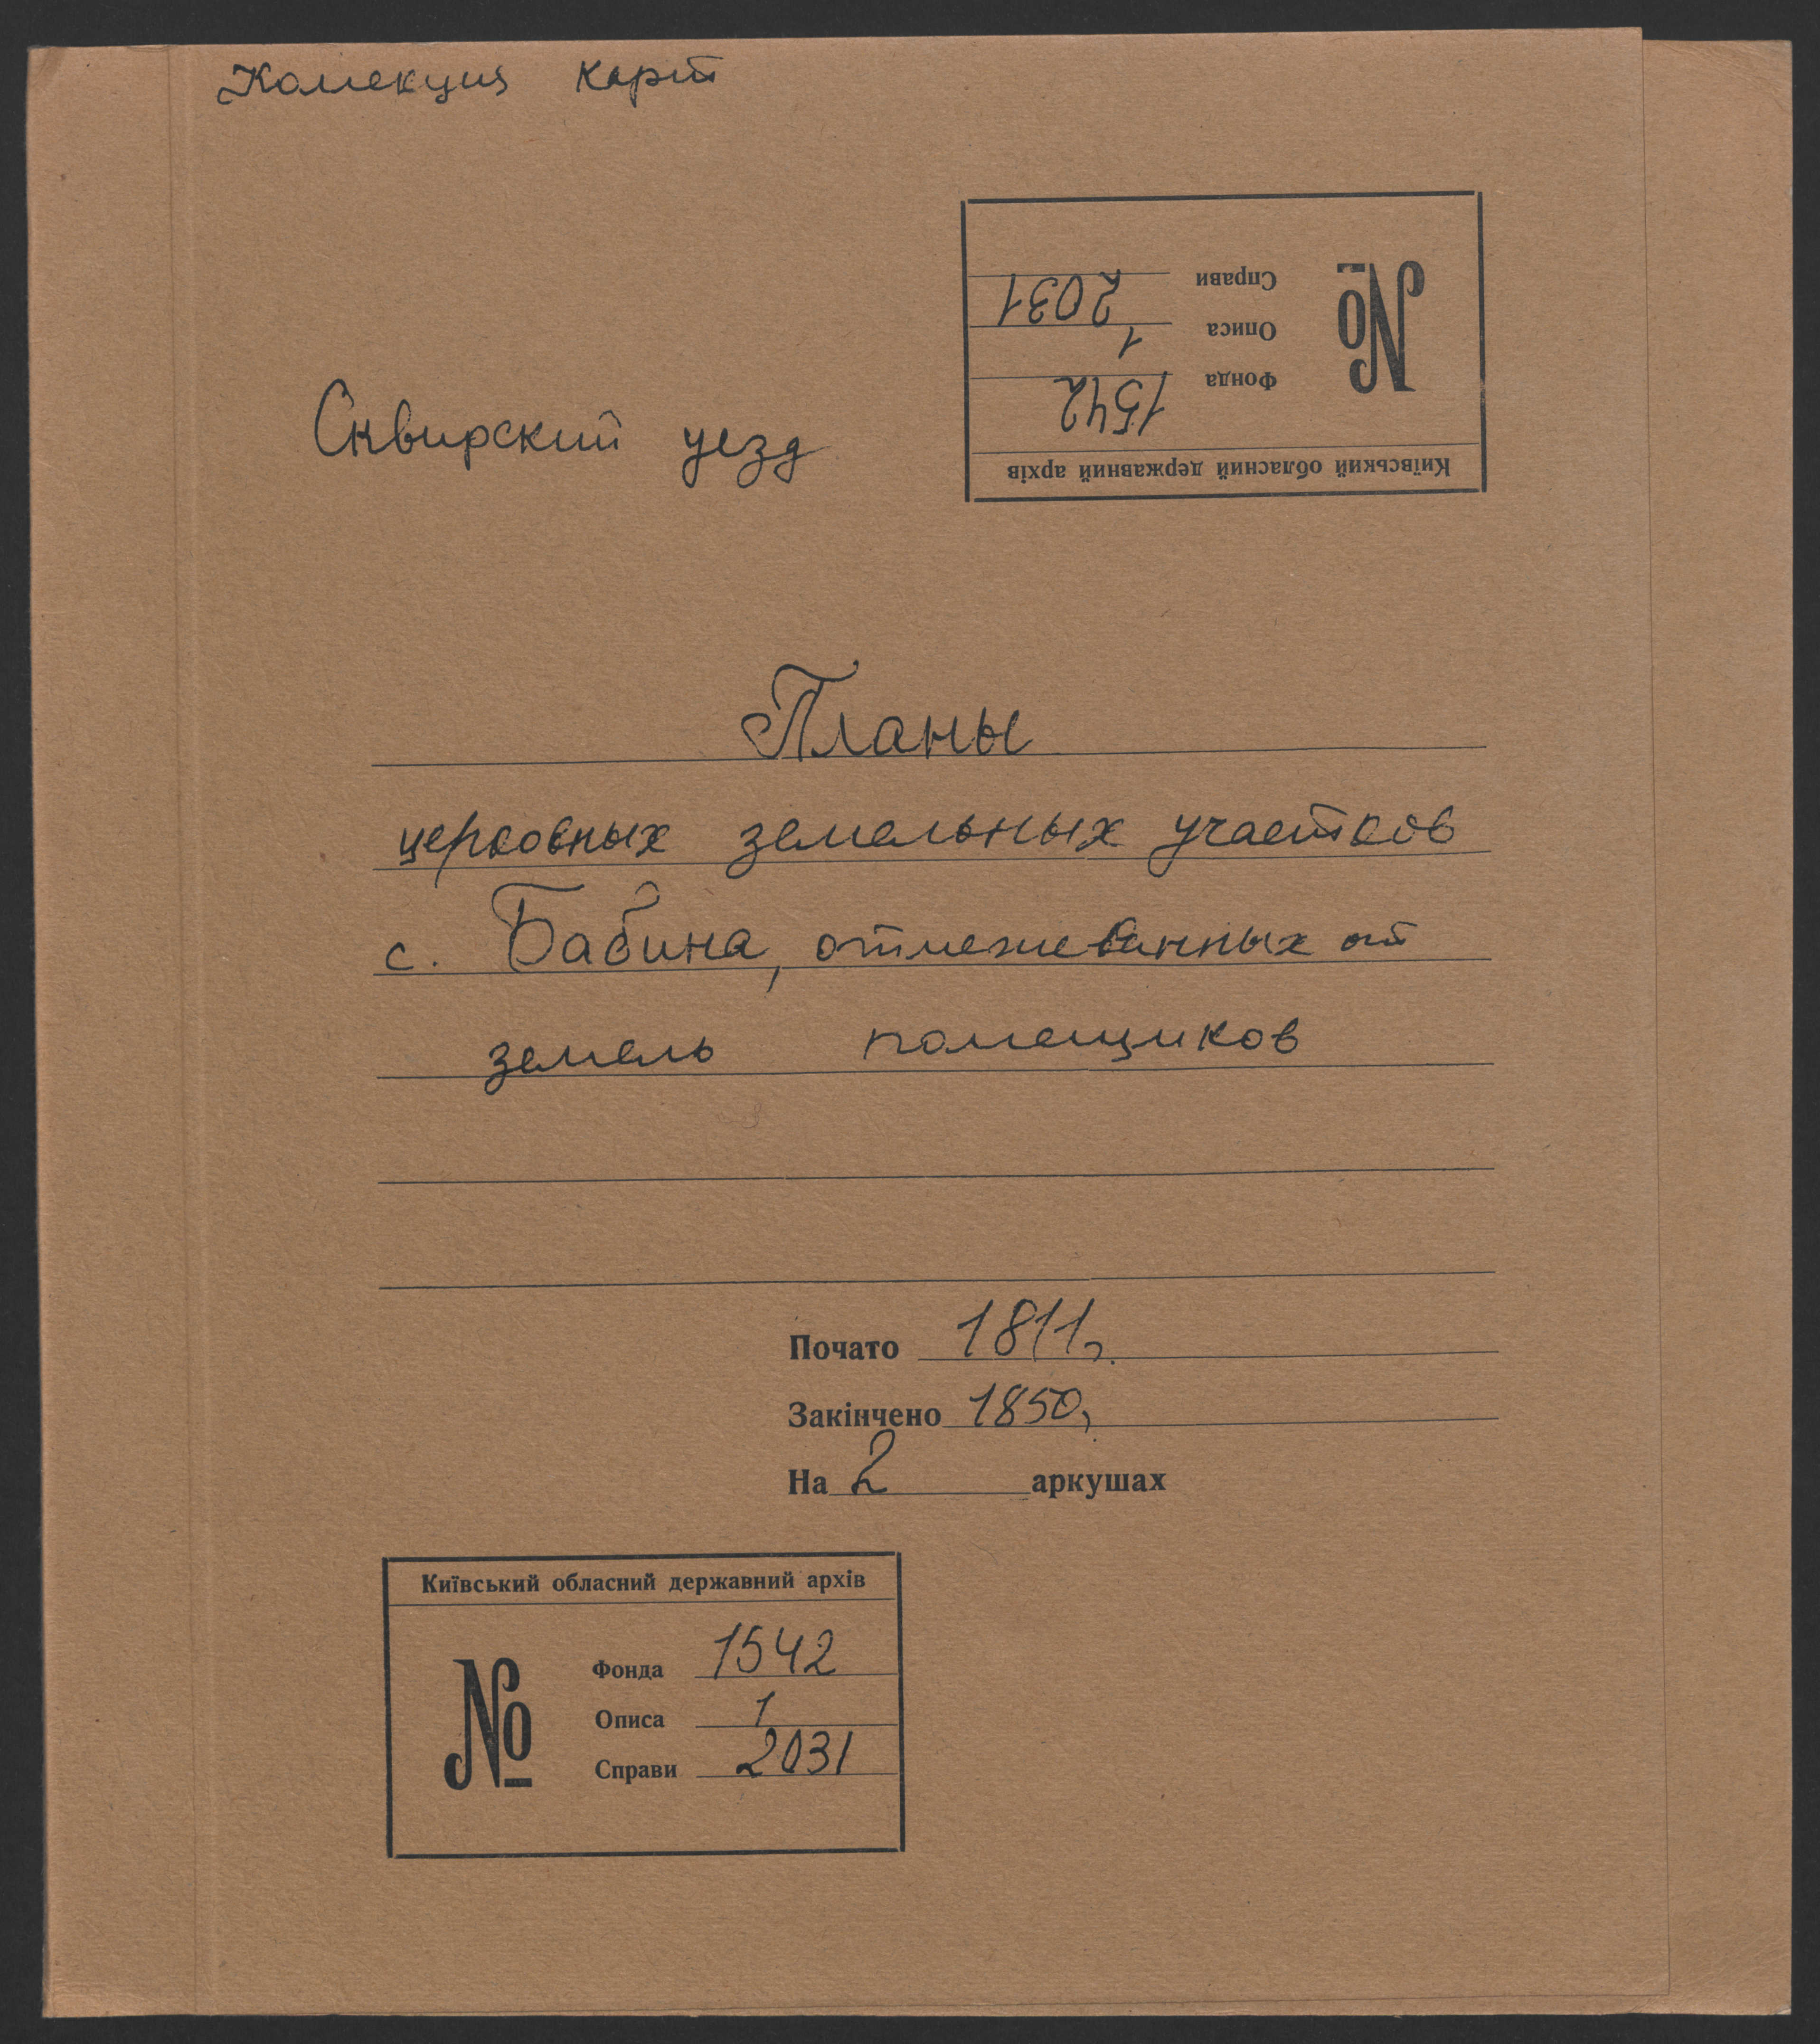 Коллекция карт
Справи 2031
Описа 1
Фонда 1542
№
Київський обласний державний архів
Сквирский уезд
Планы
церковных земельных участков
с. Бабина, отмежеванных от
земель помещиков
Почато 1811г.
Закінчено 1850г.
На 2 аркушах
Київський обласний державний архів
№
Фонда 1542
Описа 1
Справи 2031